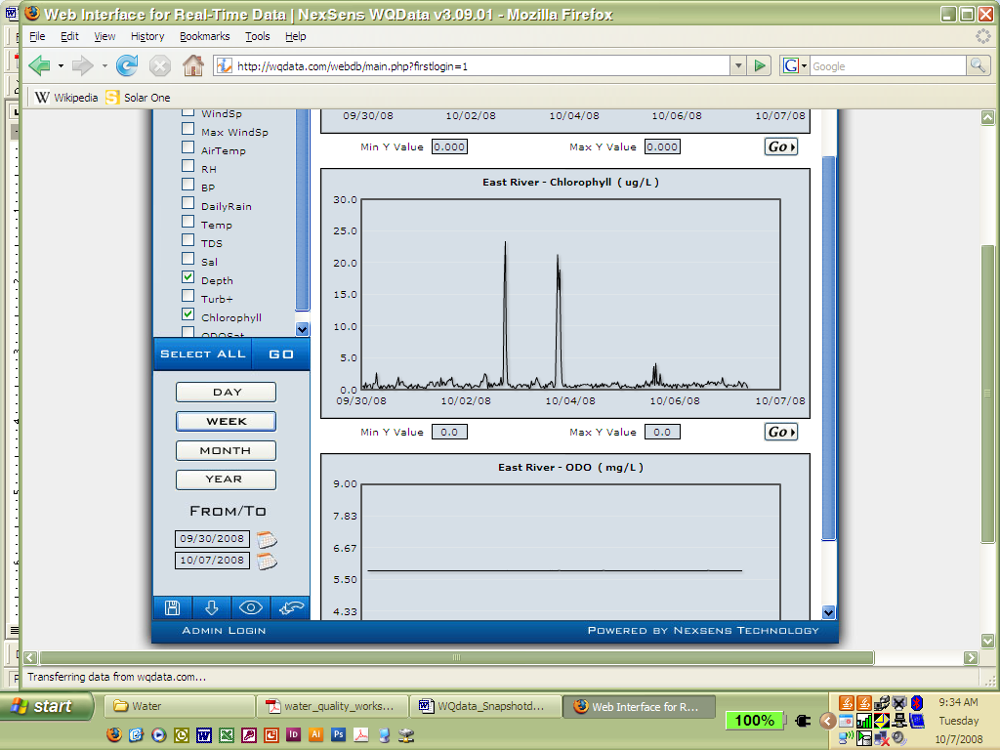 Web Interface for Real-Time Data | NexSens WQData v3.09.01 - Mozilla Firefox
File Edit View History Bookmarks Tools Help
http://wqdata.com/webdb/main.php?firstlogin=1
G Google
W Wikipedia S Solar One
WindSp
Max WindSp
AirTemp
RH
BP
DailyRain
Temp
TDS
Sal
Depth
Turb+
Chlorophyll
ODOSat
SELECT ALL GO
DAY
WEEK
MONTH
YEAR
FROM/TO
09/30/2008
10/07/2008
09/30/08 10/02/08 10/04/08 10/06/08 10/07/08
Min Y Value 0.000 Max Y Value 0.000 Go
East River - Chlorophyll ( ug/L )
30.0
25.0
20.0
15.0
10.0
5.0
0.0
09/30/08 10/02/08 10/04/08 10/06/08 10/07/08
Min Y Value 0.0 Max Y Value 0.0 Go
East River - ODO ( mg/L )
9.00
7.83
6.67
5.50
4.33
ADMIN LOGIN POWERED BY NEXSENS TECHNOLOGY
Transferring data from wqdata.com...
start Water water_quality_works... WQdata_Snapshotd... Web Interface for R...
100%
9:34 AM
Tuesday
10/7/2008